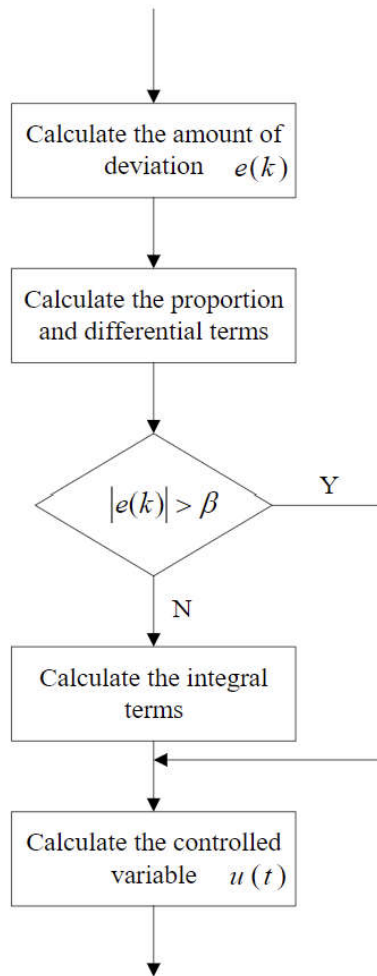 Calculate the amount of
deviation e(k)
Calculate the proportion
and differential terms
|e(k)| > β
Y
N
Calculate the integral
terms
Calculate the controlled
variable u(t)